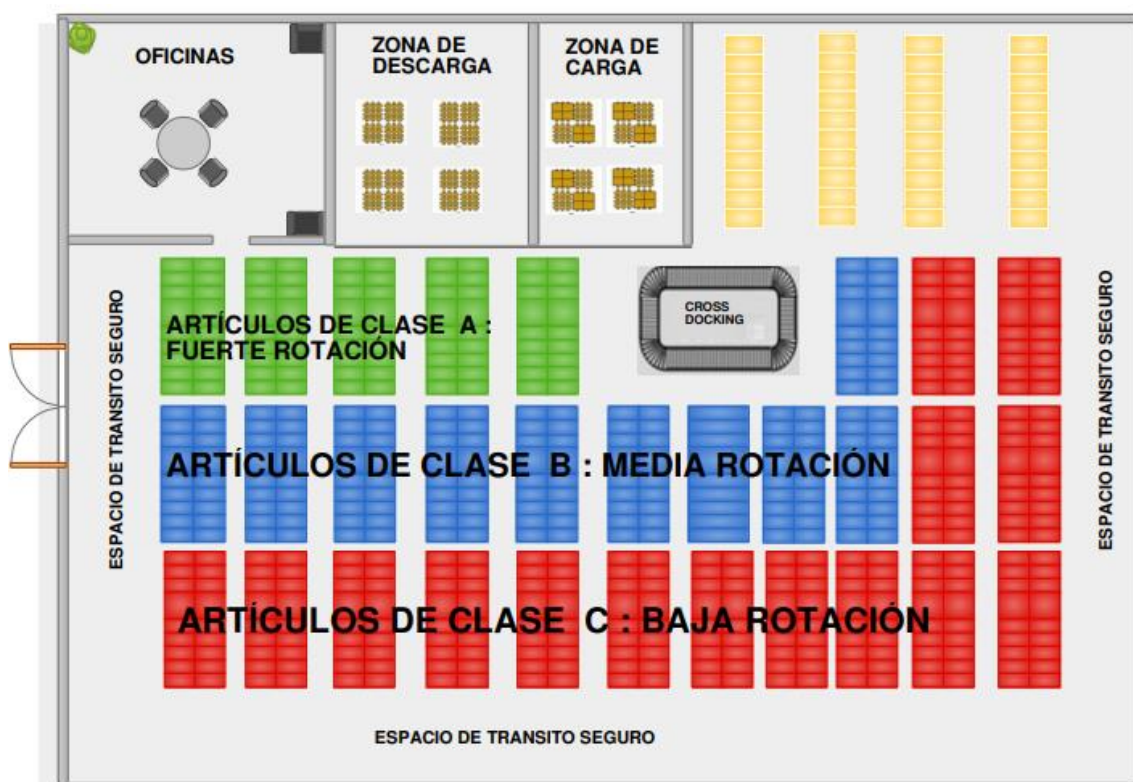 OFICINAS
ZONA DE
DESCARGA
ZONA DE
CARGA
CROSS
DOCKING
ESPACIO DE TRANSITO SEGURO
ARTÍCULOS DE CLASE A :
FUERTE ROTACIÓN
ARTÍCULOS DE CLASE B : MEDIA ROTACIÓN
ESPACIO DE TRANSITO SEGURO
ARTÍCULOS DE CLASE C : BAJA ROTACIÓN
ESPACIO DE TRANSITO SEGURO